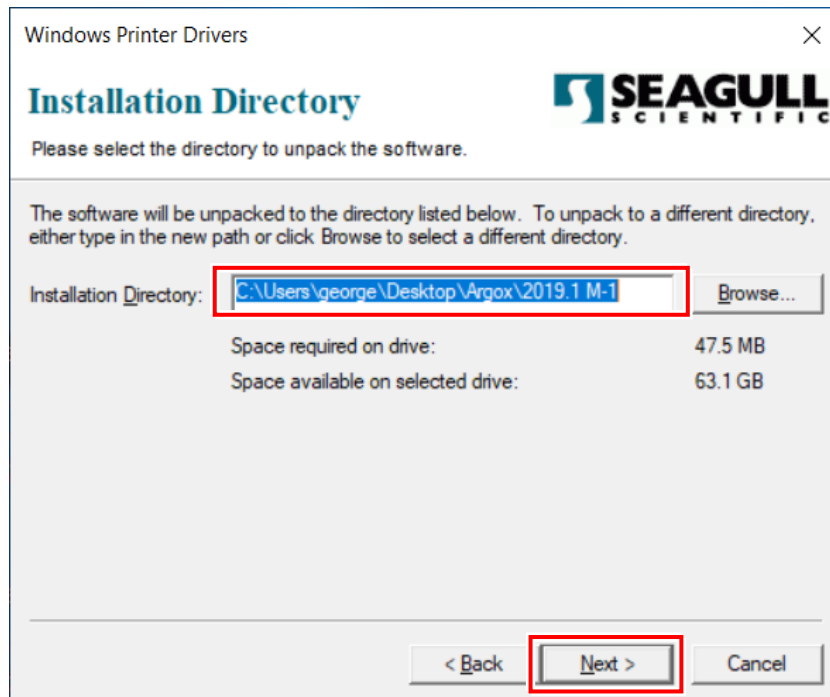 Windows Printer Drivers
Installation Directory
SEAGULL
SCIENTIFIC
Please select the directory to unpack the software.
The software will be unpacked to the directory listed below. To unpack to a different directory,
either type in the new path or click Browse to select a different directory.
Installation Directory: C:\Users\george\Desktop\Argox\2019.1 M-1 Browse...
Space required on drive: 47.5 MB
Space available on selected drive: 63.1 GB
< Back Next > Cancel